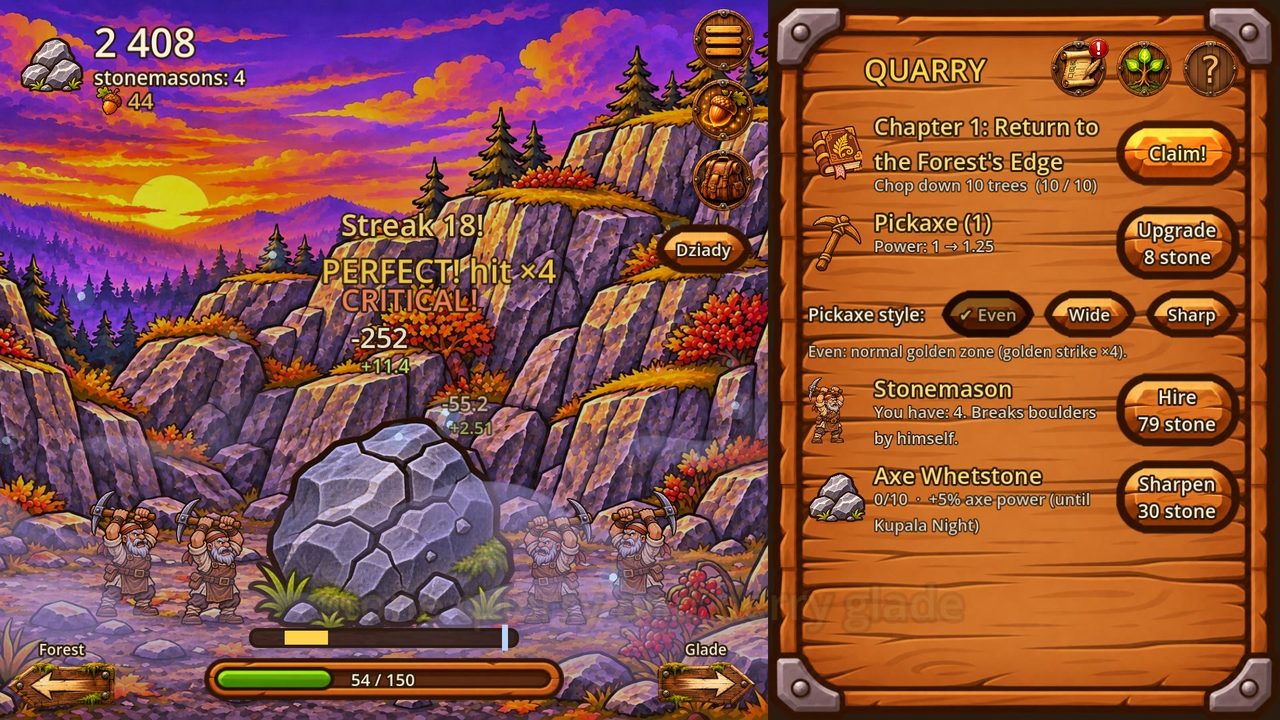 2 408
stonemasons: 4
44
Streak 18!
PERFECT! hit ×4
CRITICAL!
-252
+11.4
-55.2
+2.51
Dziady
Forest
54 / 150
Glade
QUARRY
!
?
Chapter 1: Return to
the Forest's Edge
Chop down 10 trees (10 / 10)
Claim!
Pickaxe (1)
Power: 1 → 1.25
Upgrade
8 stone
Pickaxe style:
✓ Even
Wide
Sharp
Even: normal golden zone (golden strike ×4).
Stonemason
You have: 4. Breaks boulders
by himself.
Hire
79 stone
Axe Whetstone
0/10 · +5% axe power (until
Kupala Night)
Sharpen
30 stone
glade